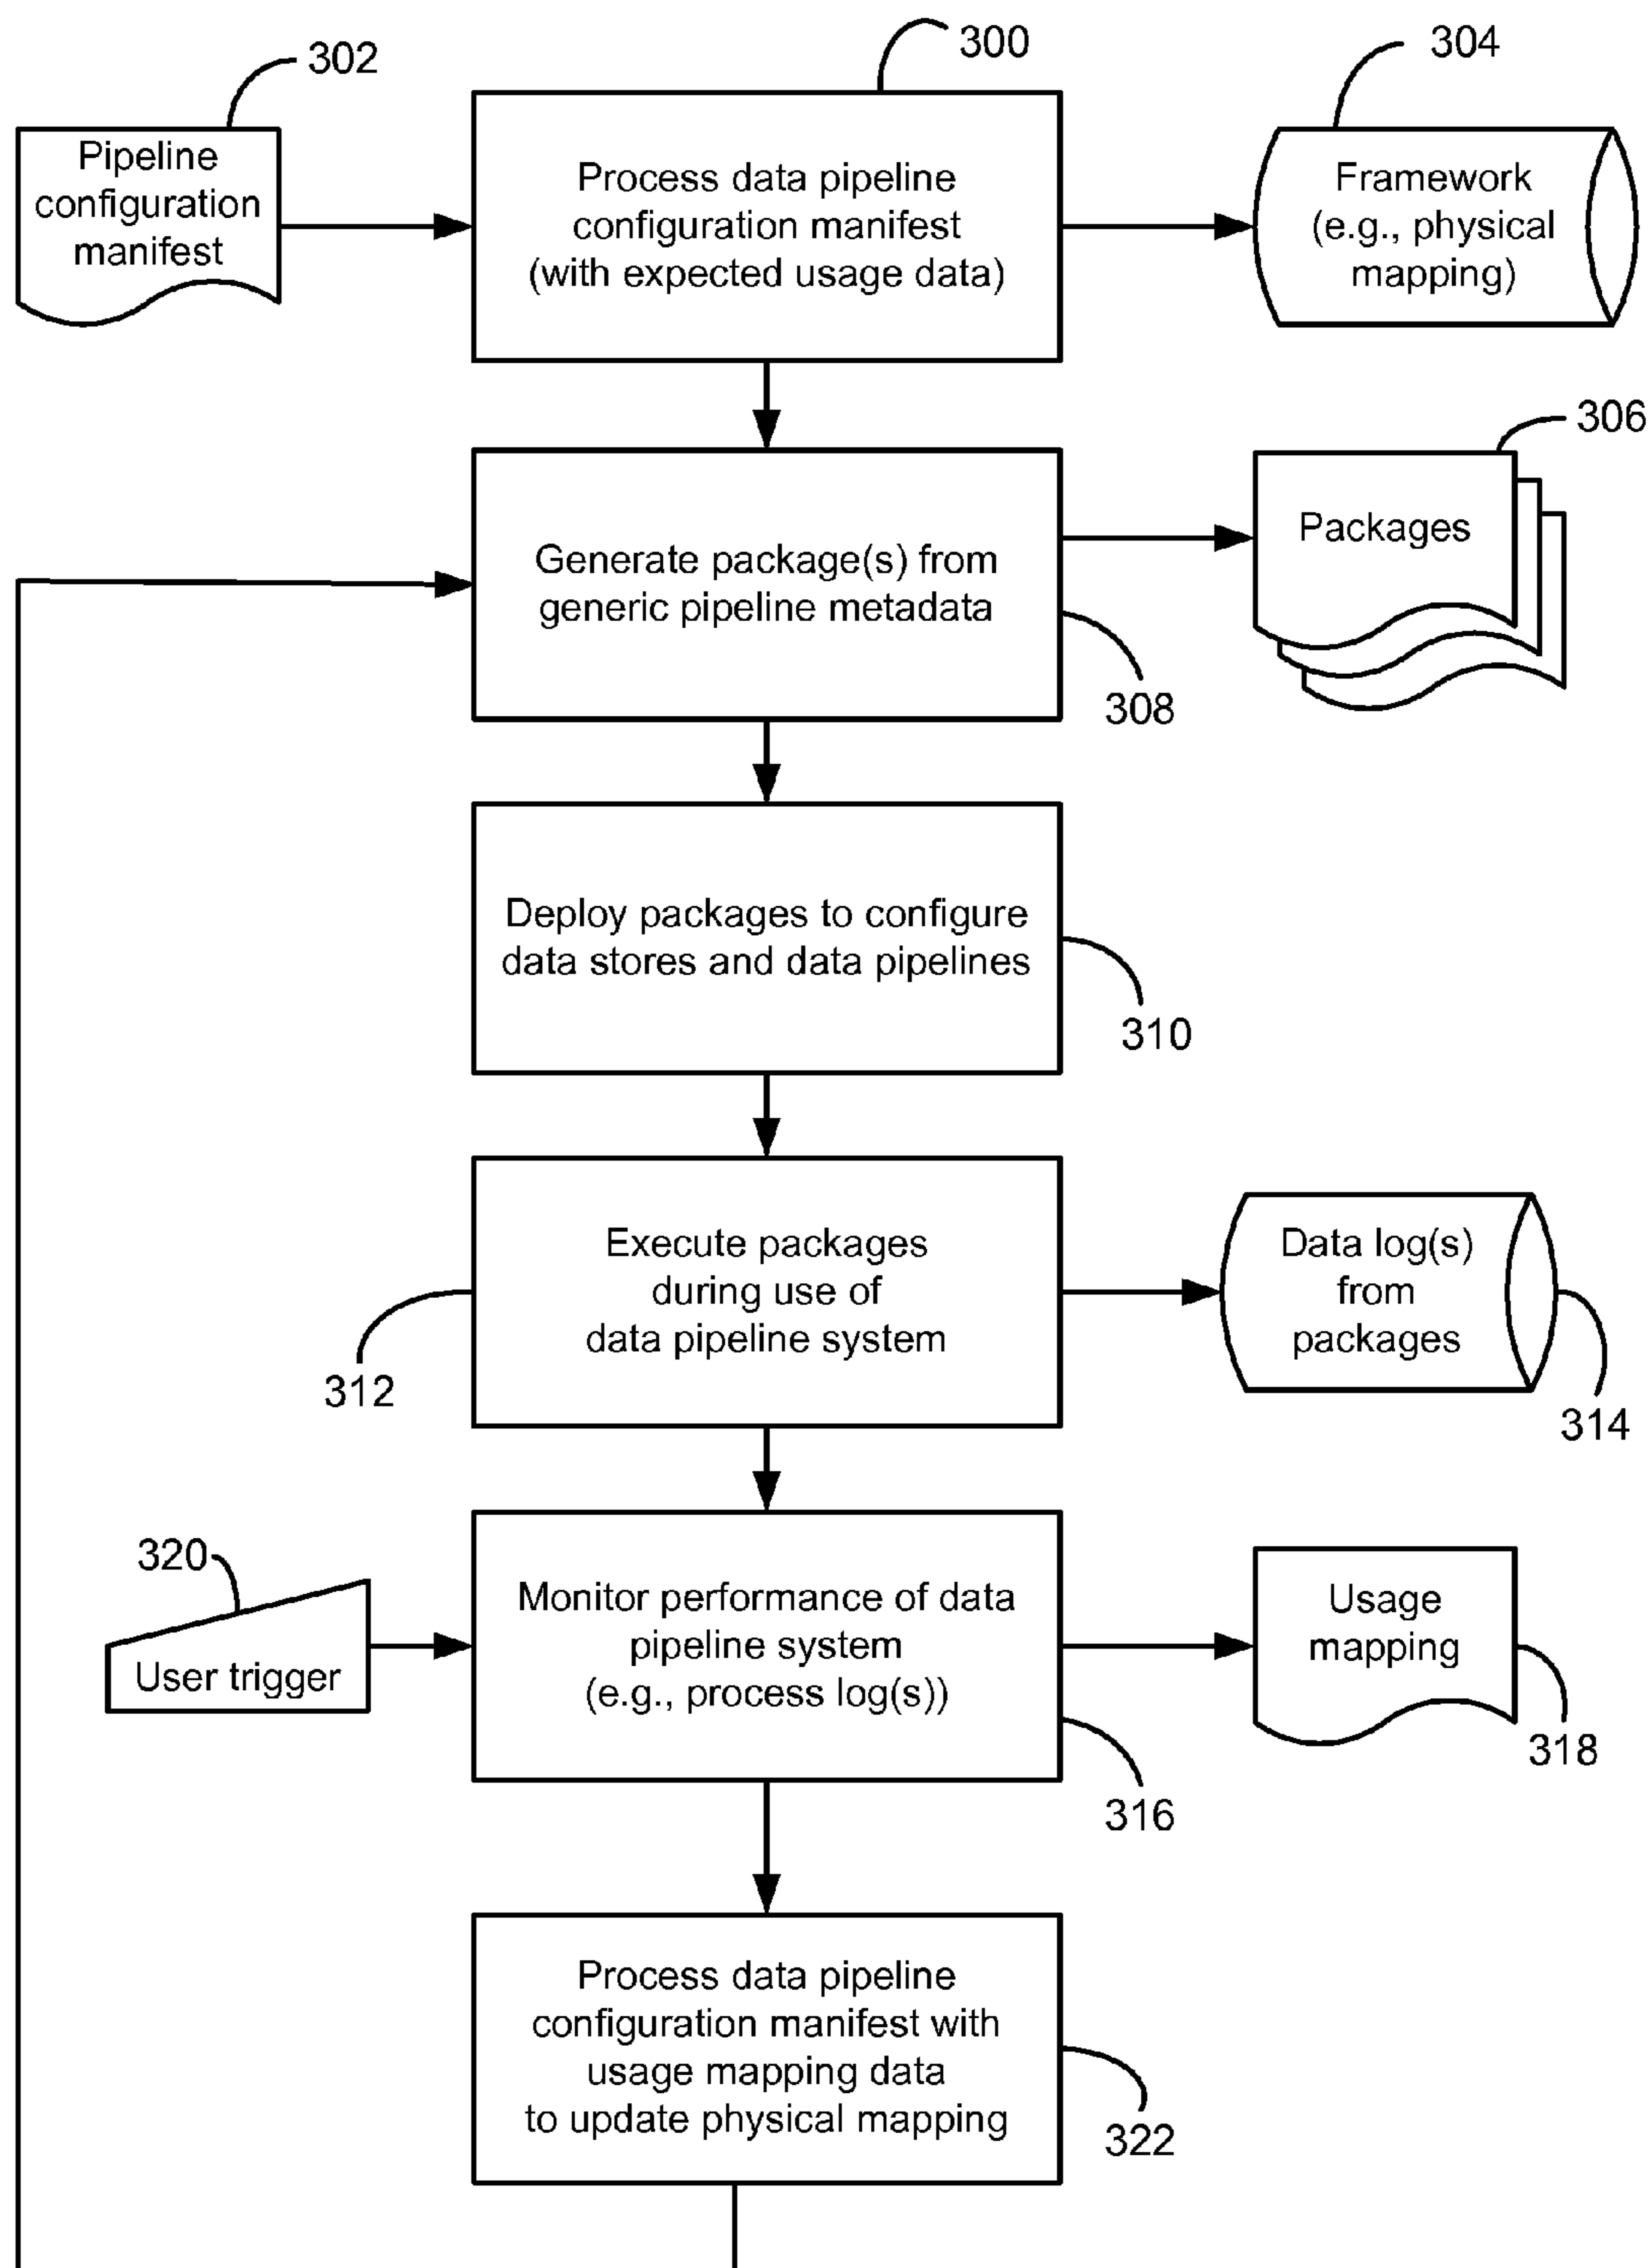 300
302
304
Pipeline
configuration
manifest
Process data pipeline
configuration manifest
(with expected usage data)
Framework
(e.g., physical
mapping)
306
Generate package(s) from
generic pipeline metadata
Packages
308
Deploy packages to configure
data stores and data pipelines
310
Execute packages
during use of
data pipeline system
312
Data log(s)
from
packages
314
320
User trigger
Monitor performance of data
pipeline system
(e.g., process log(s))
316
Usage
mapping
318
Process data pipeline
configuration manifest with
usage mapping data
to update physical mapping
322